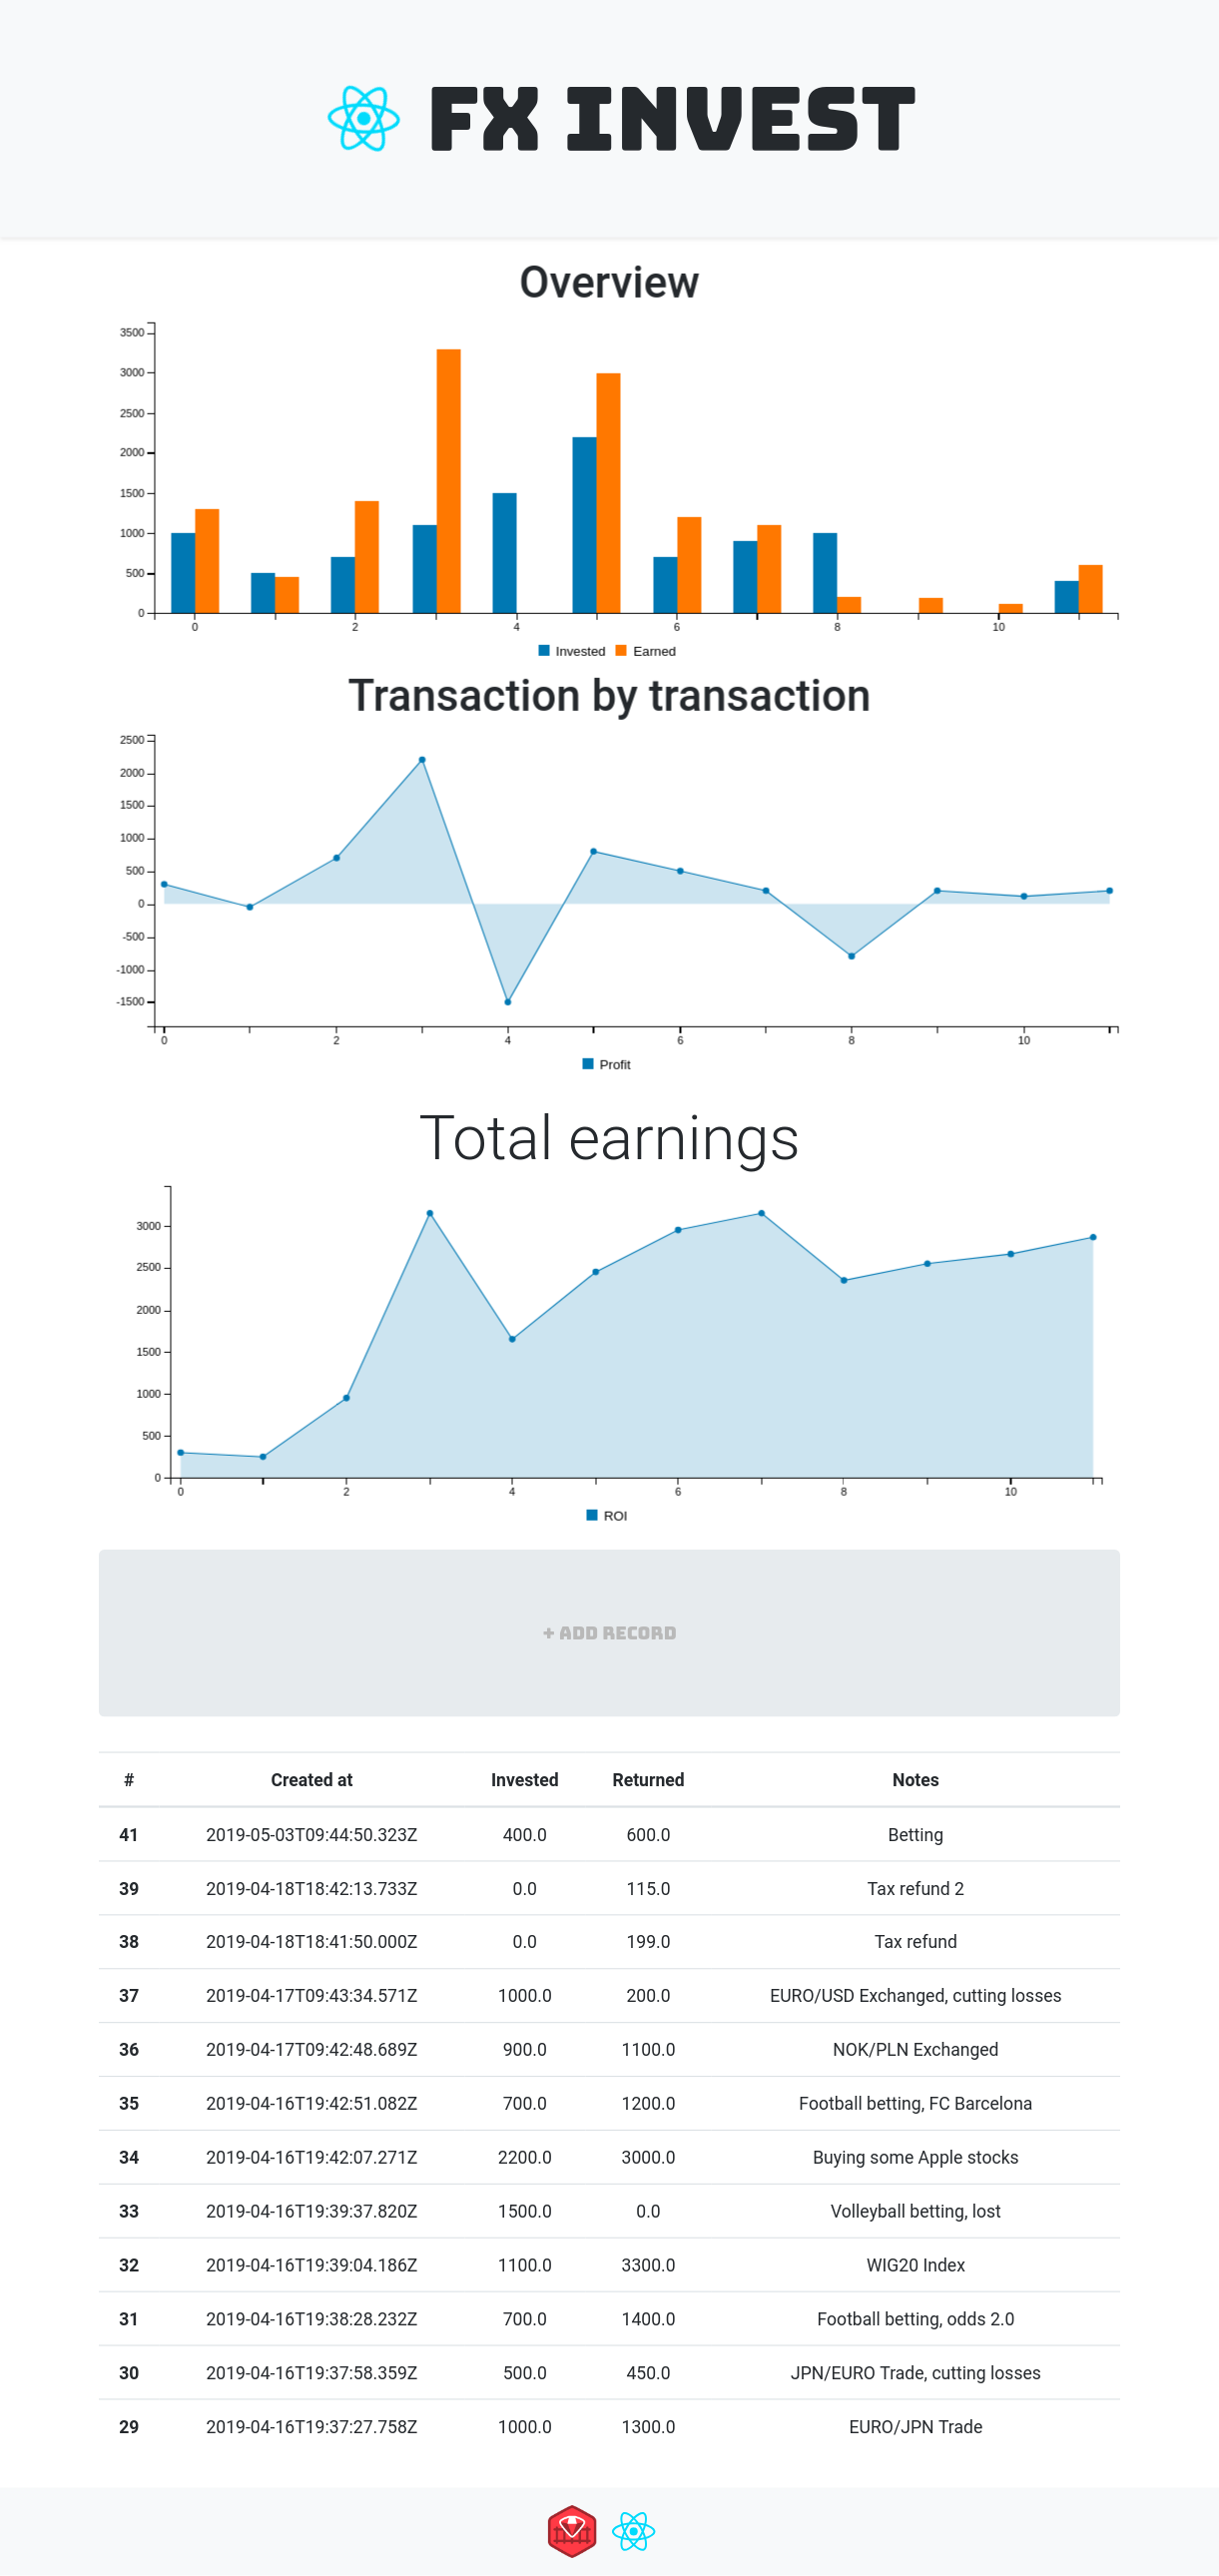 FX INVEST
Overview
3500
3000
2500
2000
1500
1000
500
0
0 2 4 6 8 10
Invested Earned
Transaction by transaction
2500
2000
1500
1000
500
0
-500
-1000
-1500
0 2 4 6 8 10
Profit
Total earnings
3000
2500
2000
1500
1000
500
0
0 2 4 6 8 10
ROI
+ ADD RECORD
# Created at Invested Returned Notes
41 2019-05-03T09:44:50.323Z 400.0 600.0 Betting
39 2019-04-18T18:42:13.733Z 0.0 115.0 Tax refund 2
38 2019-04-18T18:41:50.000Z 0.0 199.0 Tax refund
37 2019-04-17T09:43:34.571Z 1000.0 200.0 EURO/USD Exchanged, cutting losses
36 2019-04-17T09:42:48.689Z 900.0 1100.0 NOK/PLN Exchanged
35 2019-04-16T19:42:51.082Z 700.0 1200.0 Football betting, FC Barcelona
34 2019-04-16T19:42:07.271Z 2200.0 3000.0 Buying some Apple stocks
33 2019-04-16T19:39:37.820Z 1500.0 0.0 Volleyball betting, lost
32 2019-04-16T19:39:04.186Z 1100.0 3300.0 WIG20 Index
31 2019-04-16T19:38:28.232Z 700.0 1400.0 Football betting, odds 2.0
30 2019-04-16T19:37:58.359Z 500.0 450.0 JPN/EURO Trade, cutting losses
29 2019-04-16T19:37:27.758Z 1000.0 1300.0 EURO/JPN Trade